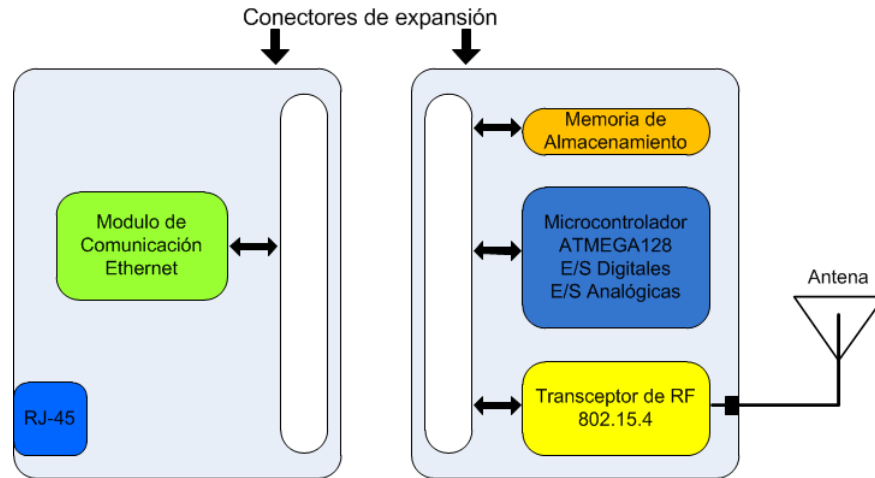 Conectores de expansión
Modulo de
Comunicación
Ethernet
RJ-45
Memoria de
Almacenamiento
Microcontrolador
ATMEGA128
E/S Digitales
E/S Analógicas
Transceptor de RF
802.15.4
Antena